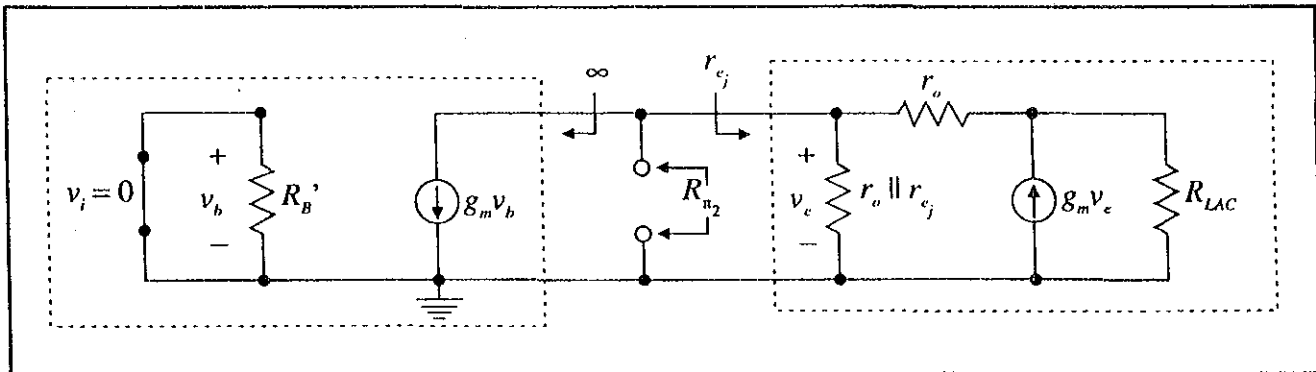 ∞
r_{e_j}
r_o
v_i = 0
+
v_b
−
R_B'
g_m v_b
R_{π_2}
+
v_e
−
r_o || r_{e_j}
g_m v_e
R_{LAC}